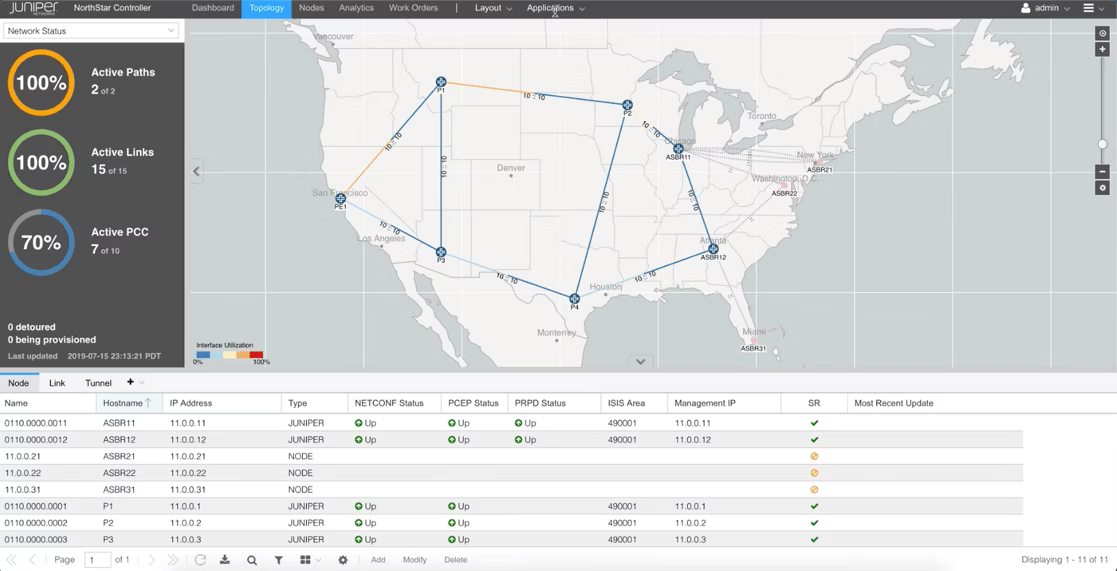 JUNIPER NETWORKS NorthStar Controller Dashboard Topology Nodes Analytics Work Orders | Layout Applications admin
Network Status
100% Active Paths 2 of 2
100% Active Links 15 of 15
70% Active PCC 7 of 10
0 detoured
0 being provisioned
Last updated 2019-07-15 23:13:21 PDT
Vancouver
P1
10 :: 10
P2
10 :: 10
Toronto
Chicago
ASBR11
10 :: 10
10 :: 10
New York
ASBR21
Denver
Washington, D.C.
ASBR22
San Francisco
PE1
10 :: 10
10 :: 10
10 :: 10
Los Angeles
P3
Atlanta
ASBR12
10 :: 10
10 :: 10
Houston
P4
Monterrey
Miami
ASBR31
Interface Utilization
0% 100%
Node Link Tunnel +
Name Hostname IP Address Type NETCONF Status PCEP Status PRPD Status ISIS Area Management IP SR Most Recent Update
0110.0000.0011 ASBR11 11.0.0.11 JUNIPER Up Up Up 490001 11.0.0.11
0110.0000.0012 ASBR12 11.0.0.12 JUNIPER Up Up Up 490001 11.0.0.12
11.0.0.21 ASBR21 11.0.0.21 NODE
11.0.0.22 ASBR22 11.0.0.22 NODE
11.0.0.31 ASBR31 11.0.0.31 NODE
0110.0000.0001 P1 11.0.0.1 JUNIPER Up Up 490001 11.0.0.1
0110.0000.0002 P2 11.0.0.2 JUNIPER Up Up 490001 11.0.0.2
0110.0000.0003 P3 11.0.0.3 JUNIPER Up Up 490001 11.0.0.3
Page 1 of 1 Add Modify Delete Displaying 1 - 11 of 11